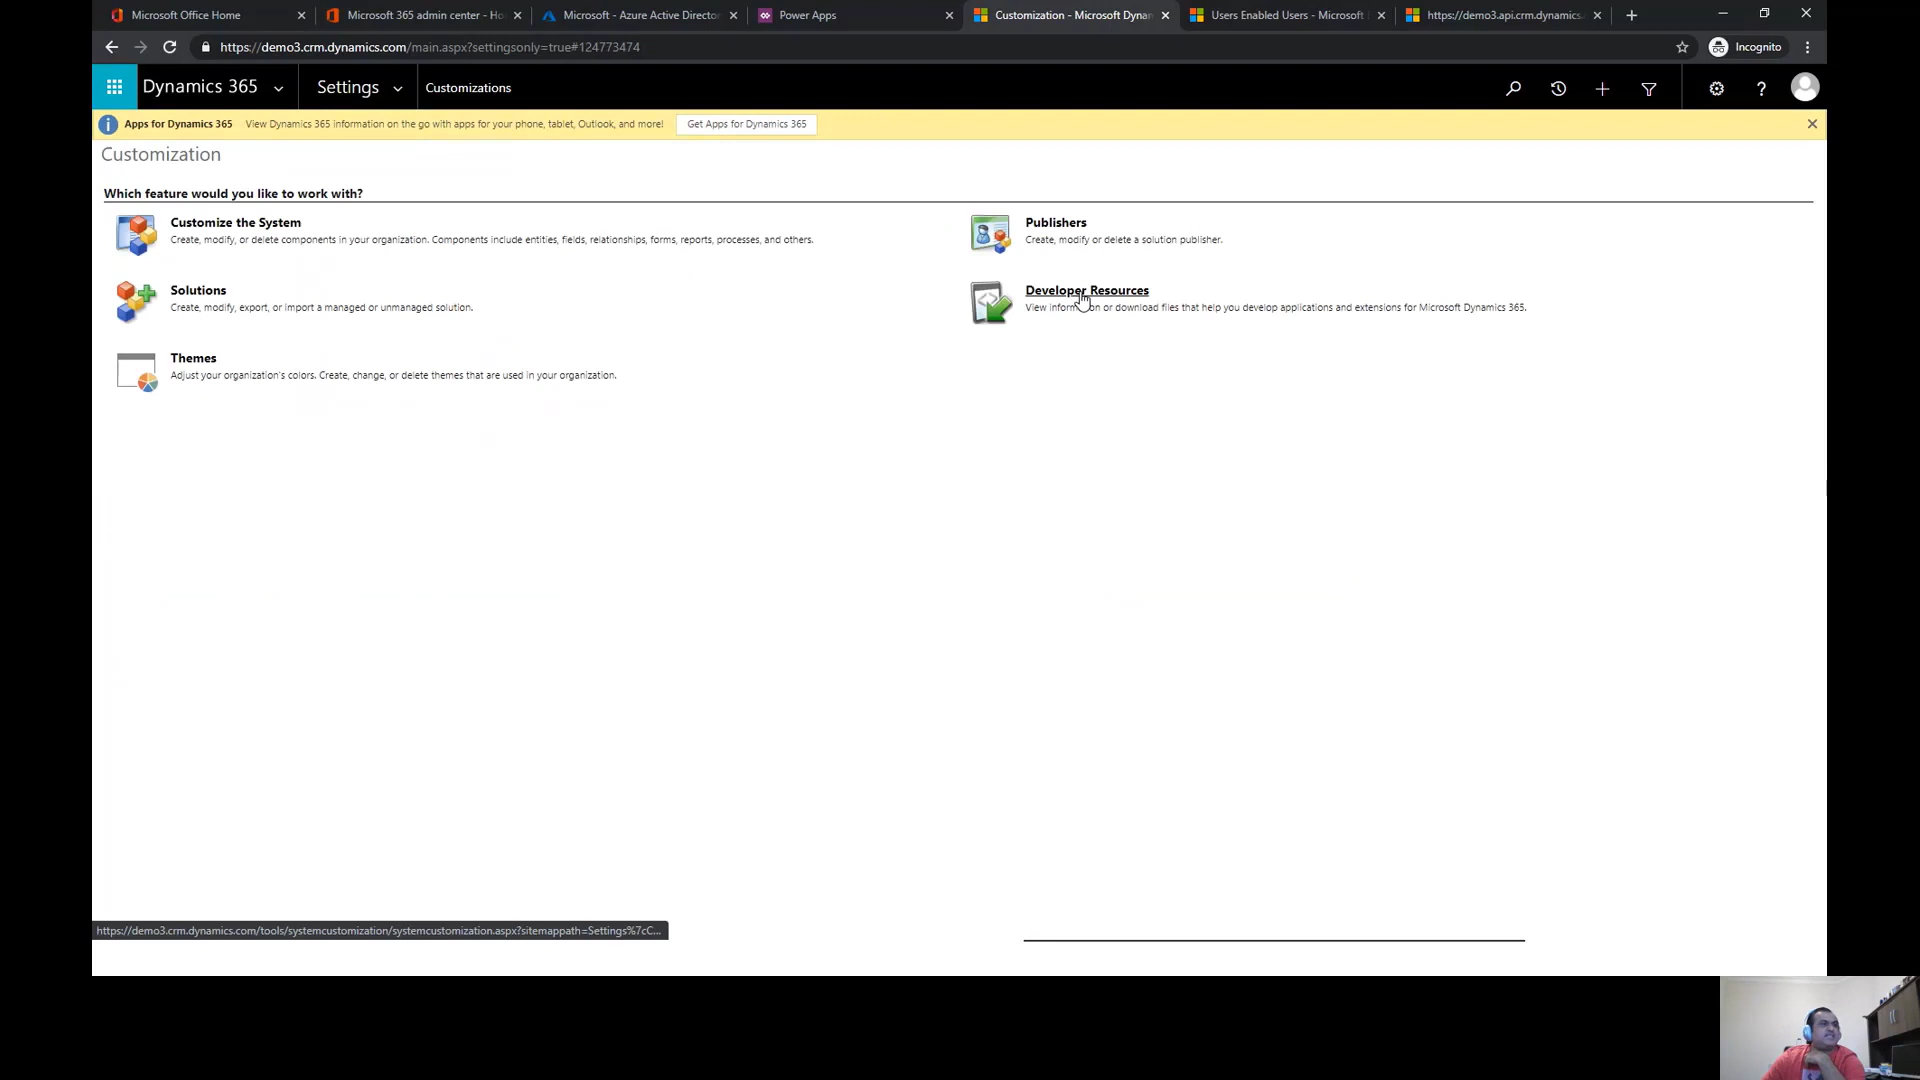 Microsoft Office Home
Microsoft 365 admin center - Ho
Microsoft - Azure Active Director
Power Apps
Customization - Microsoft Dynan
Users Enabled Users - Microsoft
https://demo3.api.crm.dynamics.
https://demo3.crm.dynamics.com/main.aspx?settingsonly=true#124773474
Incognito
Dynamics 365
Settings
Customizations
Apps for Dynamics 365 View Dynamics 365 information on the go with apps for your phone, tablet, Outlook, and more! Get Apps for Dynamics 365
Customization
Which feature would you like to work with?
Customize the System
Create, modify, or delete components in your organization. Components include entities, fields, relationships, forms, reports, processes, and others.
Publishers
Create, modify or delete a solution publisher.
Solutions
Create, modify, export, or import a managed or unmanaged solution.
Developer Resources
View information or download files that help you develop applications and extensions for Microsoft Dynamics 365.
Themes
Adjust your organization's colors. Create, change, or delete themes that are used in your organization.
https://demo3.crm.dynamics.com/tools/systemcustomization/systemcustomization.aspx?sitemappath=Settings%7cC...